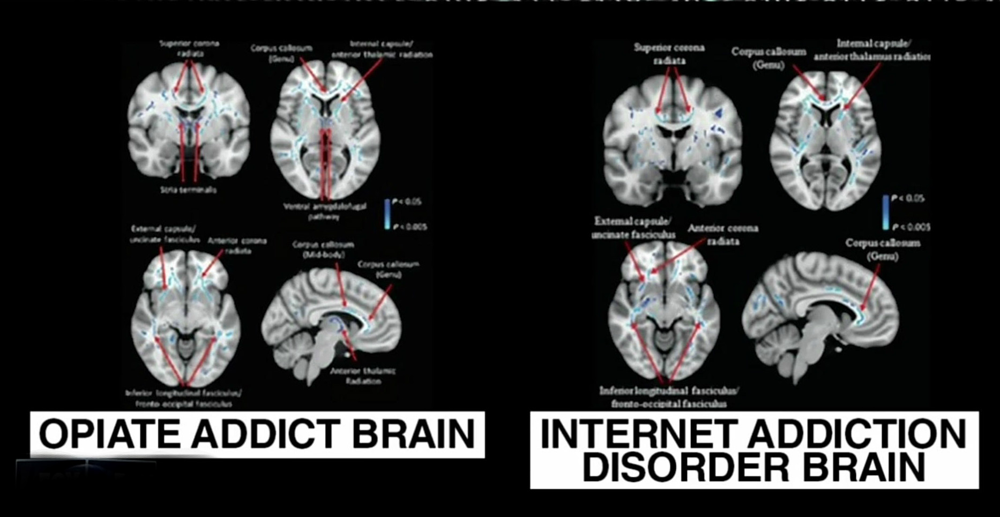 Superior corona
radiata
Corpus callosum
(Genu)
Internal capsule/
anterior thalamic radiation
Stria terminalis
Ventral amygdalofugal
pathway
P < 0.05
P < 0.005
External capsule/
uncinate fasciculus
Anterior corona
radiata
Corpus callosum
(Mid-body)
Corpus callosum
(Genu)
Anterior thalamic
Radiation
Inferior longitudinal fasciculus/
fronto-occipital fasciculus
OPIATE ADDICT BRAIN
Superior corona
radiata
Corpus callosum
(Genu)
Internal capsule/
anterior thalamus radiation
P < 0.05
P < 0.005
External capsule/
uncinate fasciculus
Anterior corona
radiata
Corpus callosum
(Genu)
Inferior longitudinal fasciculus/
fronto-occipital fasciculus
INTERNET ADDICTION
DISORDER BRAIN